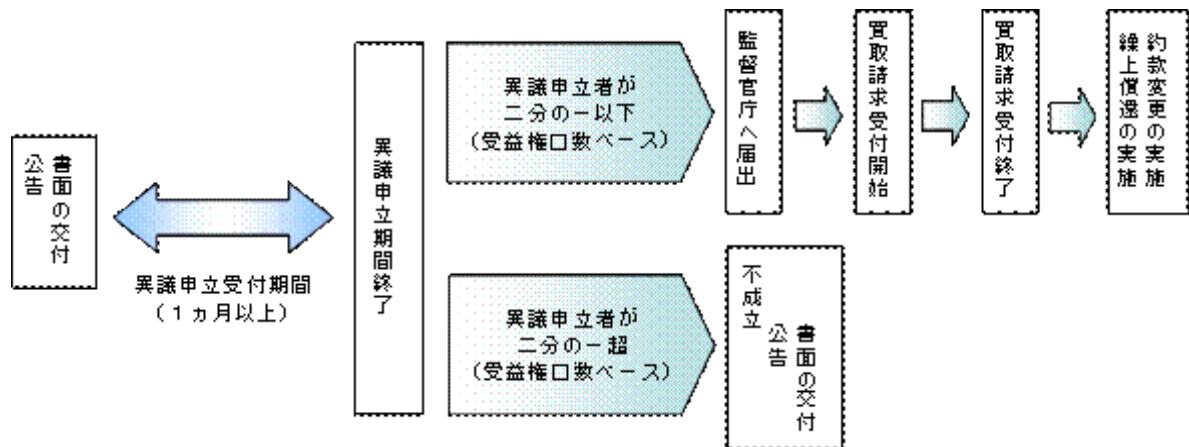 書面の交付
公告
異議申立受付期間
（１ヵ月以上）
異議申立期間終了
異議申立者が
二分の一以下
（受益権口数ベース）
監督官庁へ届出
買取請求受付開始
買取請求受付終了
約款変更の実施
繰上償還の実施
異議申立者が
二分の一超
（受益権口数ベース）
不成立
書面の交付
公告